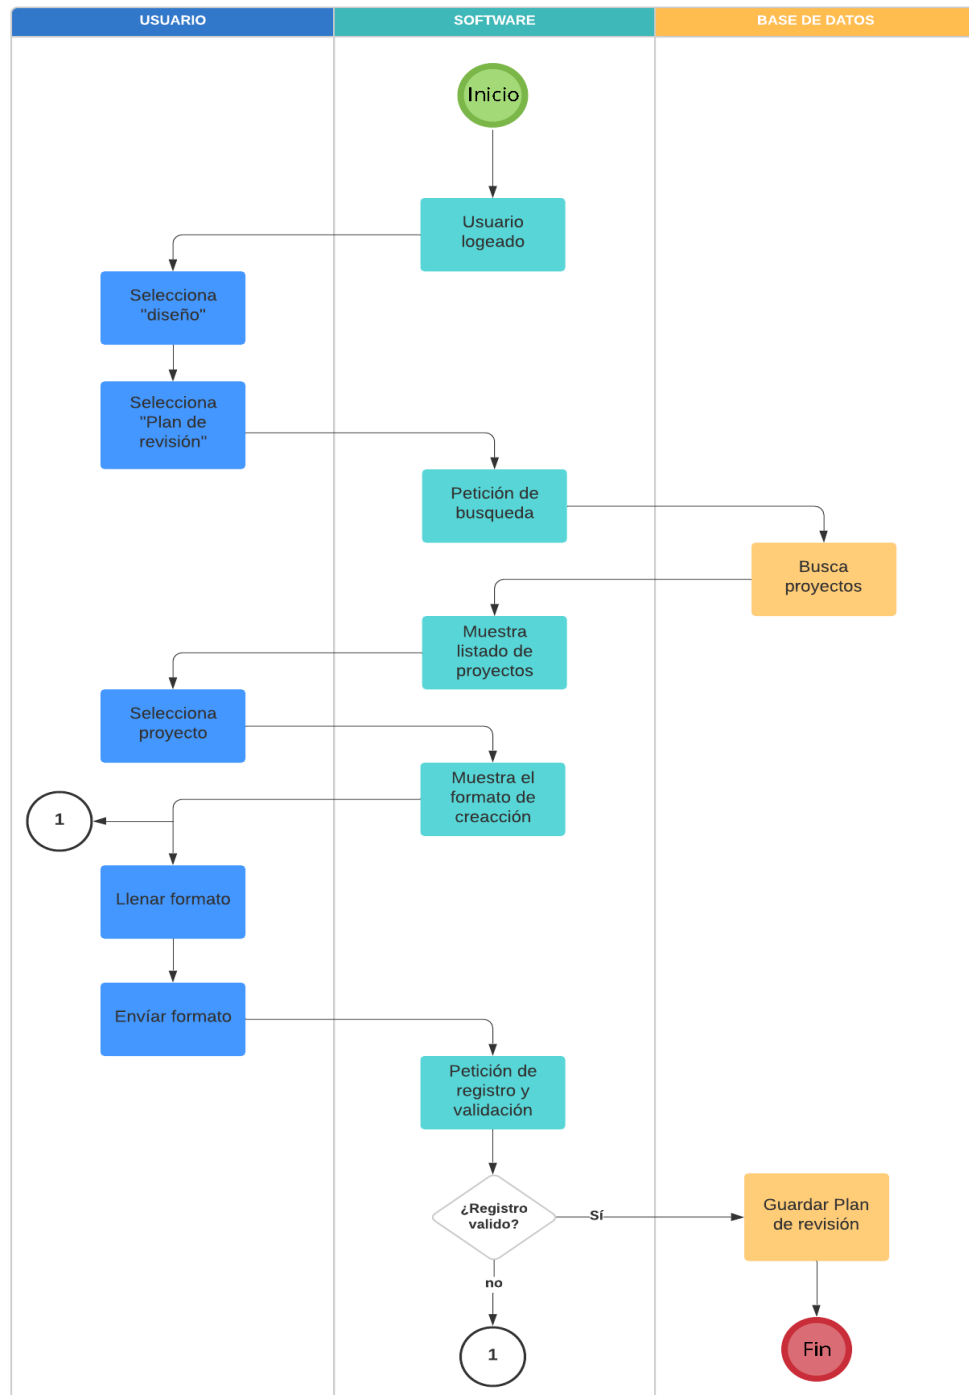 USUARIO
SOFTWARE
BASE DE DATOS
Inicio
Usuario
logeado
Selecciona
"diseño"
Selecciona
"Plan de
revisión"
Petición de
busqueda
Busca
proyectos
Muestra
listado de
proyectos
Selecciona
proyecto
Muestra el
formato de
creacción
1
Llenar formato
Envíar formato
Petición de
registro y
validación
¿Registro
valido?
Sí
Guardar Plan
de revisión
no
1
Fin